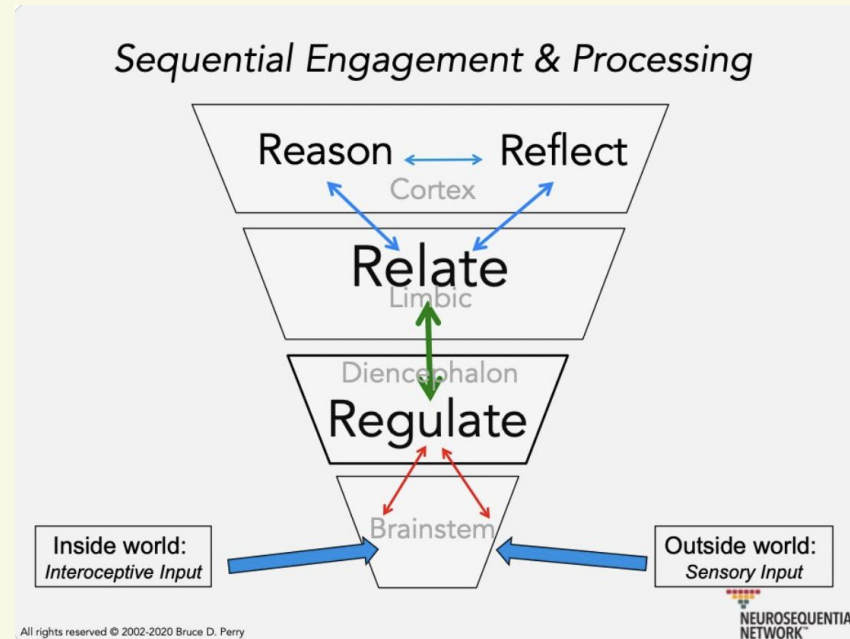 Sequential Engagement & Processing
Reason
Reflect
Cortex
Relate
Limbic
Diencephalon
Regulate
Brainstem
Inside world:
Interoceptive Input
Outside world:
Sensory Input
All rights reserved © 2002-2020 Bruce D. Perry
NEUROSEQUENTIA
NETWORK™